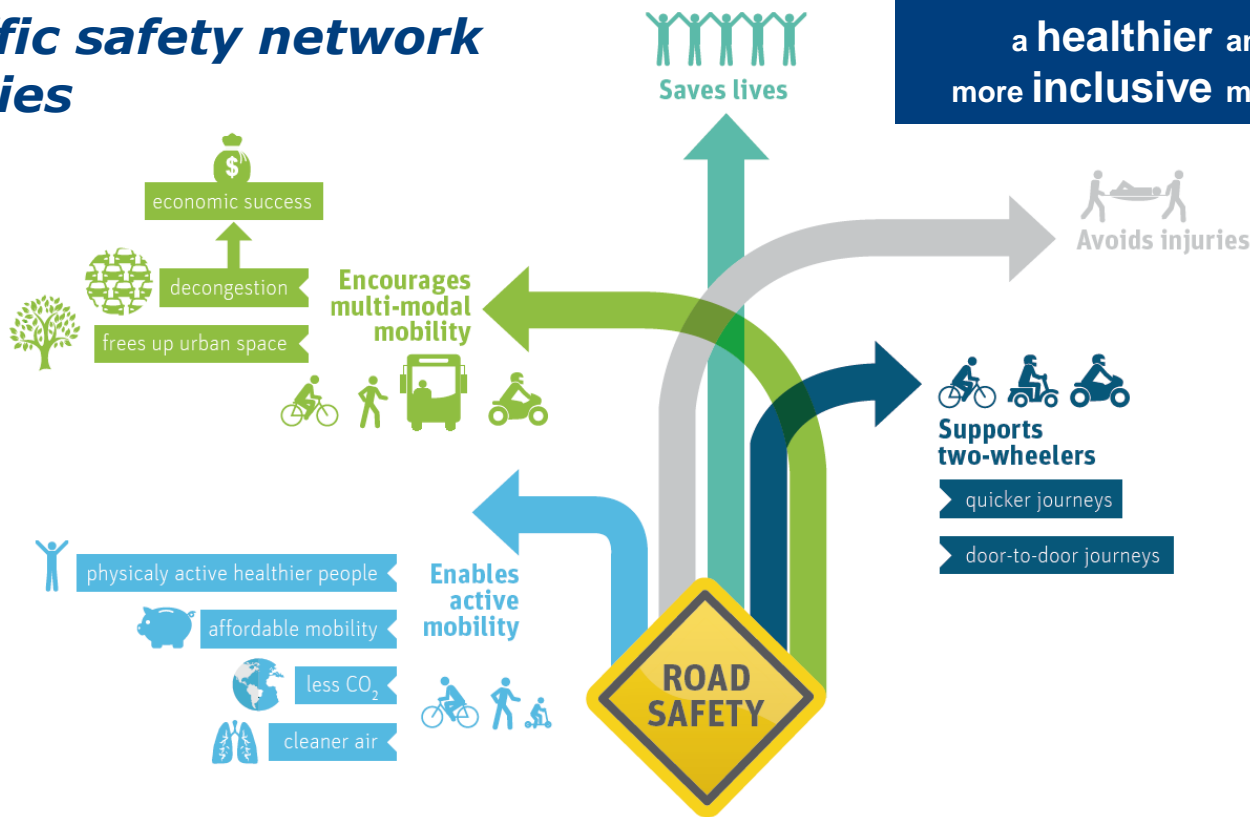 fic safety network
ies
a healthier
more inclusive
Saves lives
$
economic success
decongestion
frees up urban space
Encourages
multi-modal
mobility
Avoids injuries
Supports
two-wheelers
quicker journeys
door-to-door journeys
physicaly active healthier people
affordable mobility
less CO₂
cleaner air
Enables
active
mobility
ROAD
SAFETY